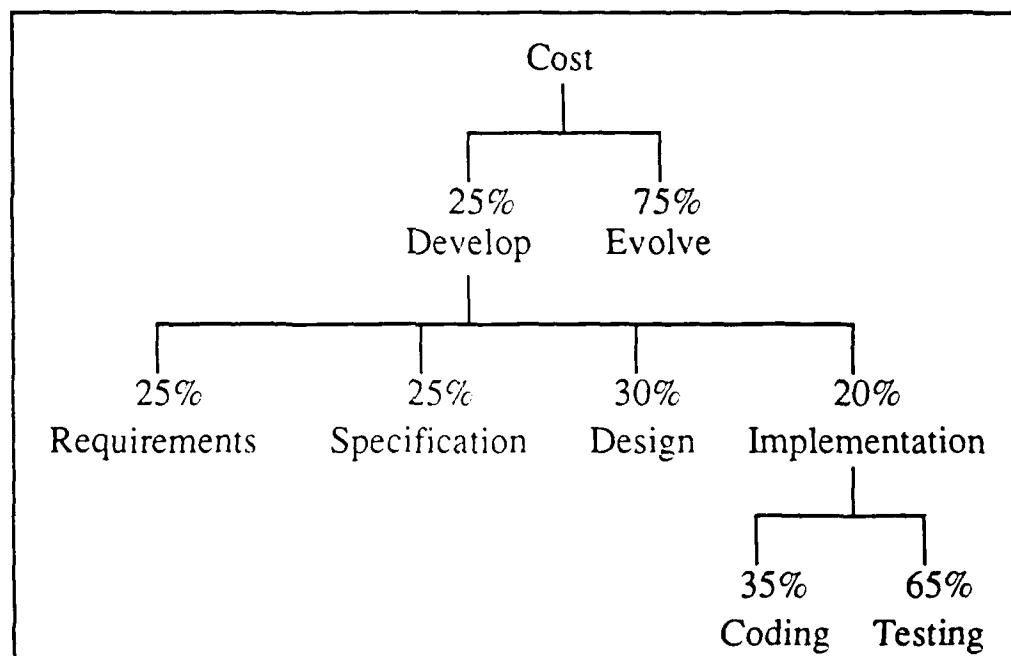 Cost
25% 75%
Develop Evolve
25% 25% 30% 20%
Requirements Specification Design Implementation
35% 65%
Coding Testing